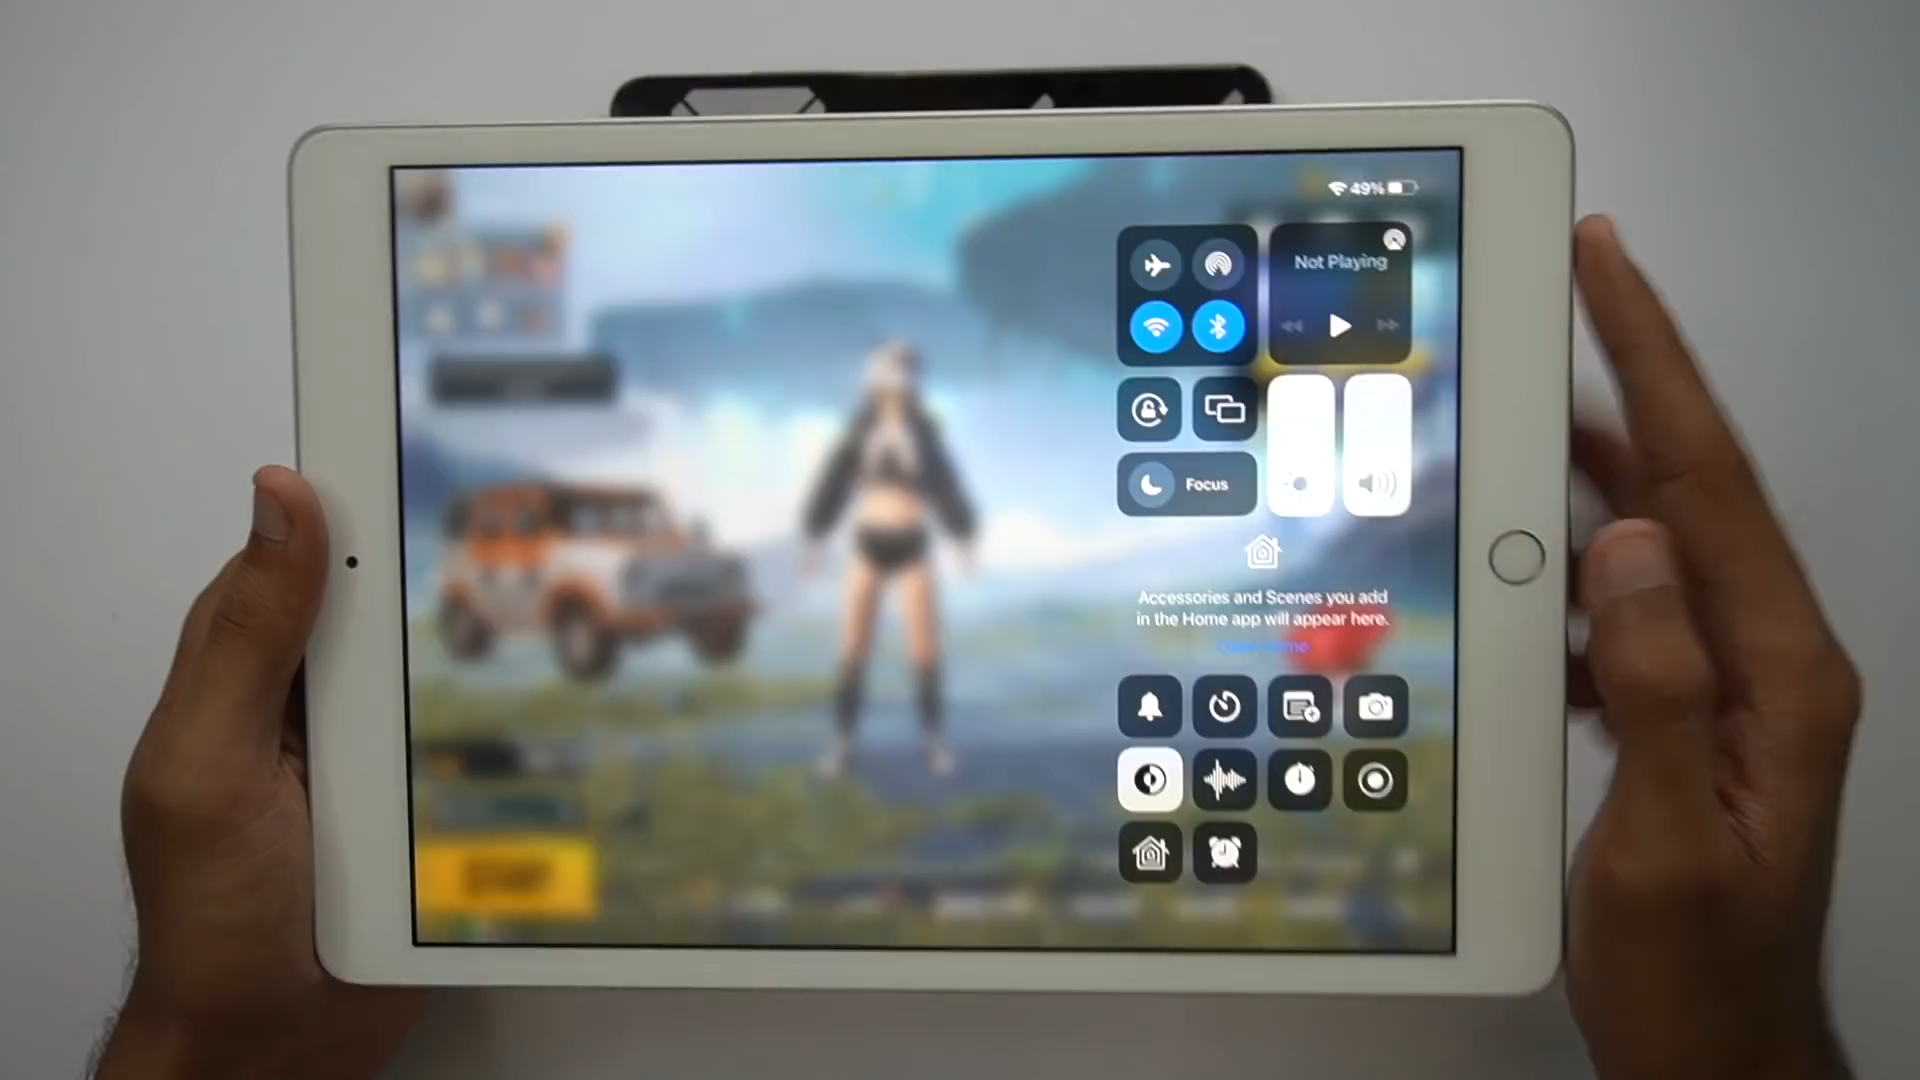 49%
Not Playing
Focus
Accessories and Scenes you add
in the Home app will appear here.